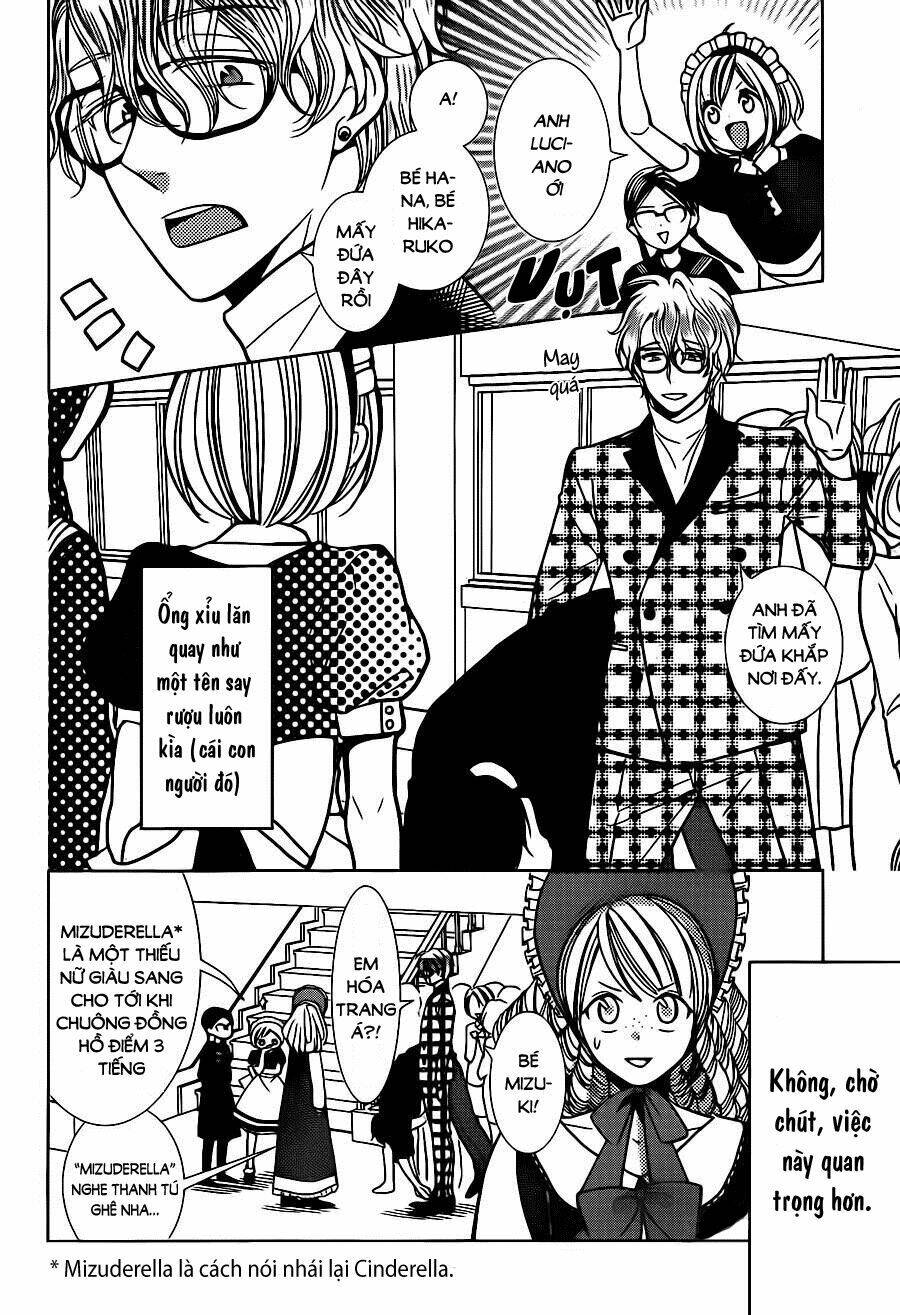 ANH
LUCI-
ANO
ƠI
A!
BÉ HA-
NA, BÉ
HIKA-
RUKO
MẤY
ĐỨA
ĐÂY
RỒI
VỤT
May
quá
ANH ĐÃ
TÌM MẤY
ĐỨA KHẮP
NƠI ĐẤY.
Ổng xỉu lăn
quay như
một tên say
rượu luôn
kìa (cái con
người đó)
Không, chờ
chút, việc
này quan
trọng hơn.
BÉ
MIZU-
KI!
EM
HÓA
TRANG
Á?!
MIZUDERELLA*
LÀ MỘT THIẾU
NỮ GIÀU SANG
CHO TỚI KHI
CHUÔNG ĐỒNG
HỒ ĐIỂM 3
TIẾNG
“MIZUDERELLA”
NGHE THANH TÚ
GHÊ NHA...
* Mizuderella là cách nói nhái lại Cinderella.